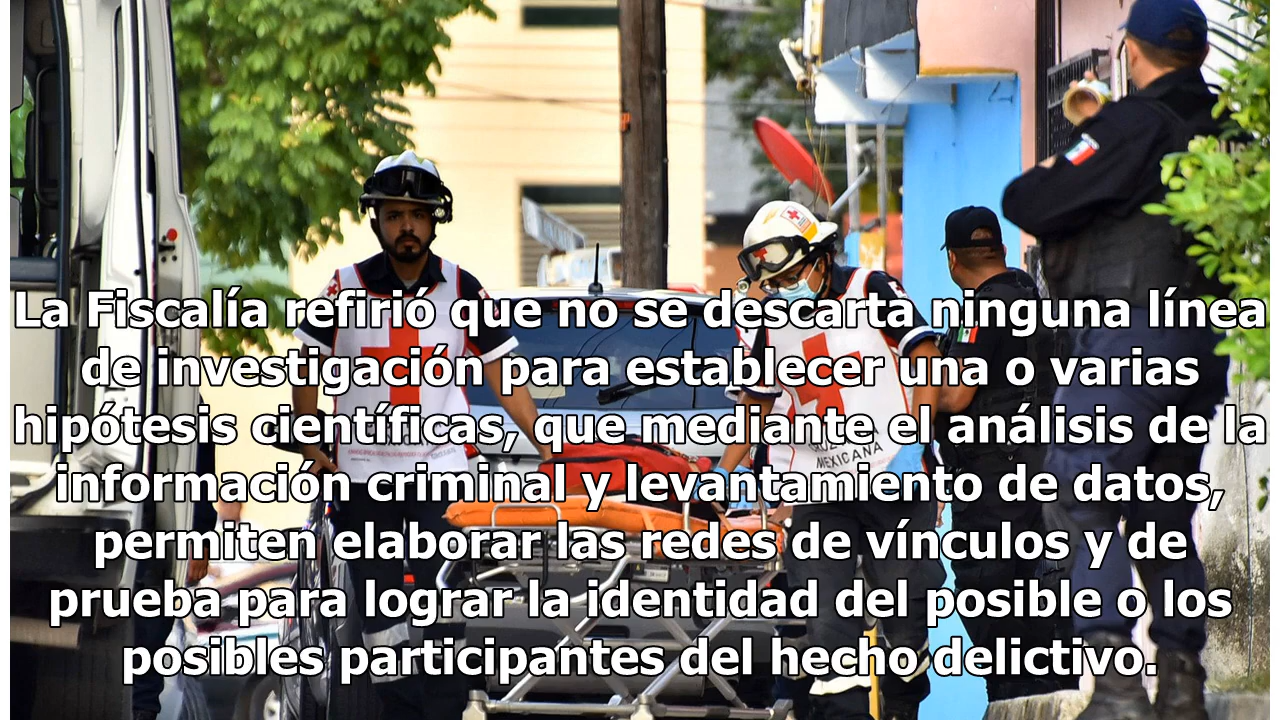 La Fiscalía refirió que no se descarta ninguna línea
de investigación para establecer una o varias
hipótesis científicas, que mediante el análisis de la
información criminal y levantamiento de datos,
permiten elaborar las redes de vínculos y de
prueba para lograr la identidad del posible o los
posibles participantes del hecho delictivo.
MEXICANA